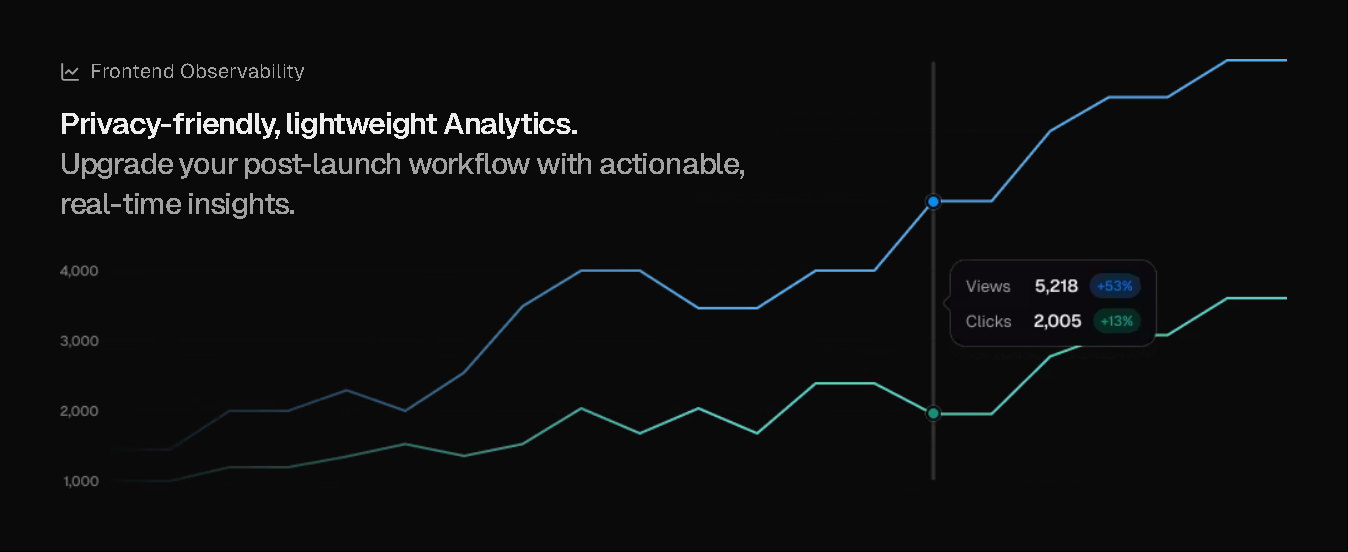 Frontend Observability
Privacy-friendly, lightweight Analytics.
Upgrade your post-launch workflow with actionable,
real-time insights.
4,000
3,000
2,000
1,000
Views 5,218 +53%
Clicks 2,005 +13%